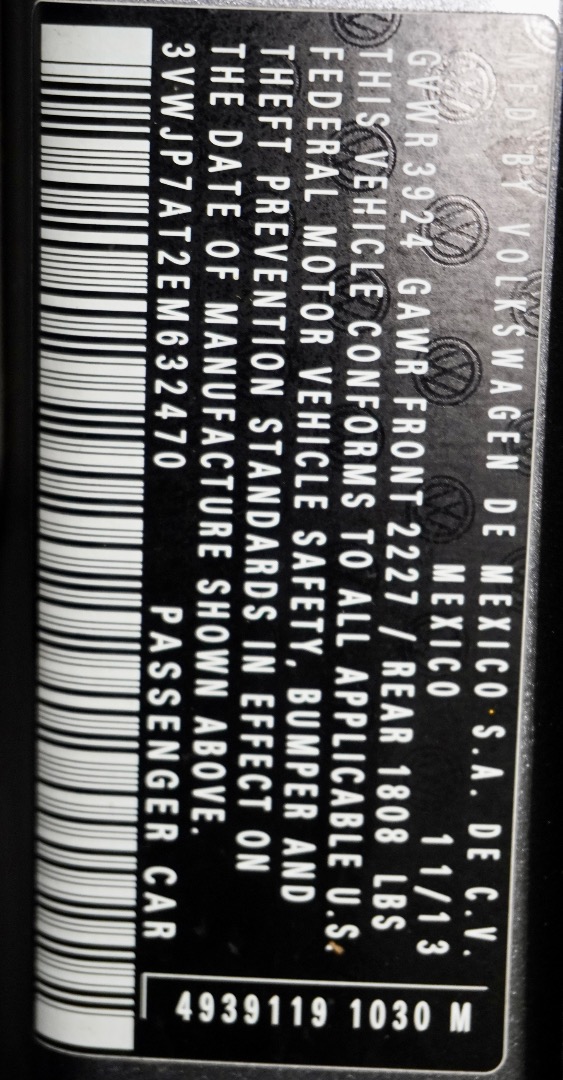 MED BY VOLKSWAGEN DE MEXICO S.A. DE C.V.
MEXICO 11/13
GVWR 3924 GAWR FRONT 2227 / REAR 1808 LBS
THIS VEHICLE CONFORMS TO ALL APPLICABLE U.S.
FEDERAL MOTOR VEHICLE SAFETY, BUMPER AND
THEFT PREVENTION STANDARDS IN EFFECT ON
THE DATE OF MANUFACTURE SHOWN ABOVE.
3VWJP7AT2EM632470 PASSENGER CAR
4939119 1030 M